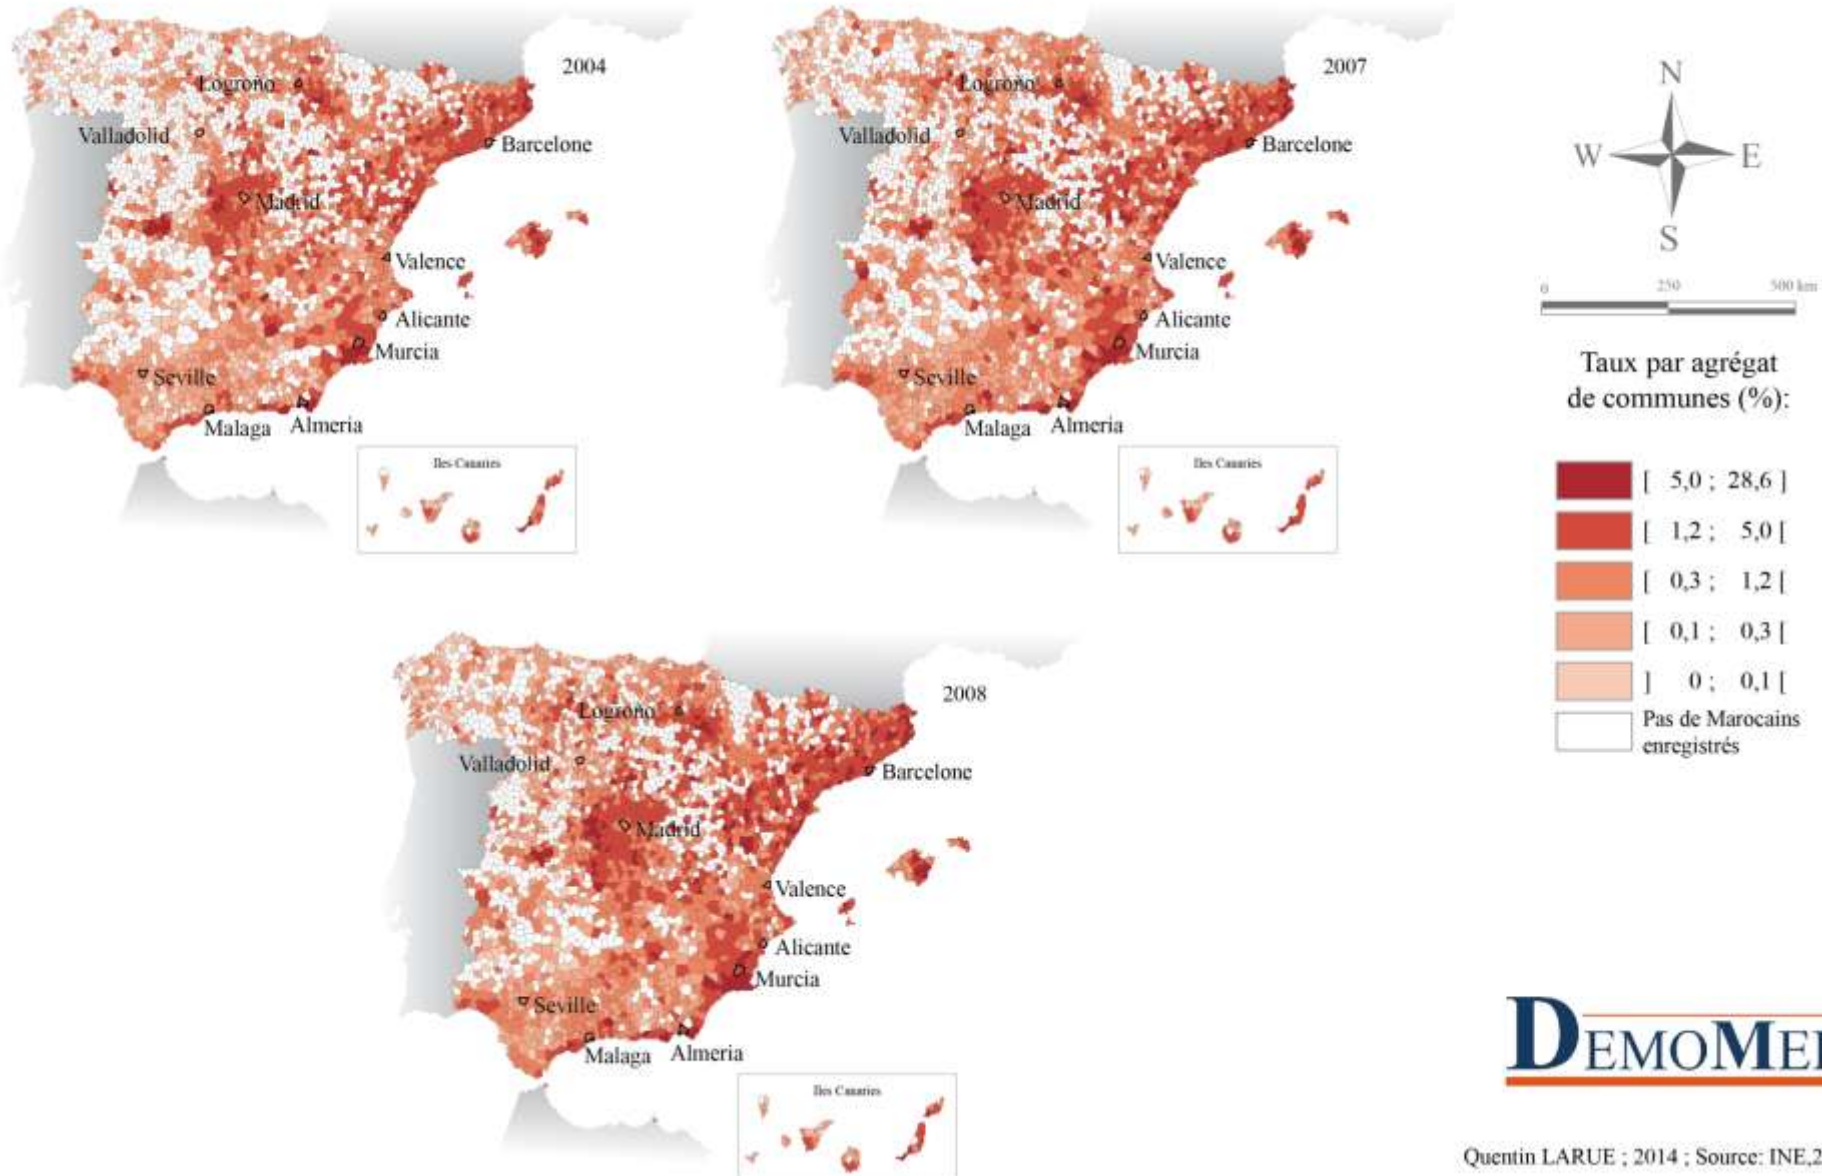 2004
Logroño
Valladolid
Barcelone
Madrid
Valence
Alicante
Murcia
Seville
Malaga
Almeria
Iles Canaries
2007
Logroño
Valladolid
Barcelone
Madrid
Valence
Alicante
Murcia
Seville
Malaga
Almeria
Iles Canaries
2008
Logroño
Valladolid
Barcelone
Madrid
Valence
Alicante
Murcia
Seville
Malaga
Almeria
Iles Canaries
N
W E
S
0 250 500 km
Taux par agrégat
de communes (%):
[ 5,0 ; 28,6 ]
[ 1,2 ; 5,0 [
[ 0,3 ; 1,2 [
[ 0,1 ; 0,3 [
] 0 ; 0,1 [
Pas de Marocains
enregistrés
DEMOME
Quentin LARUE ; 2014 ; Source: INE,2